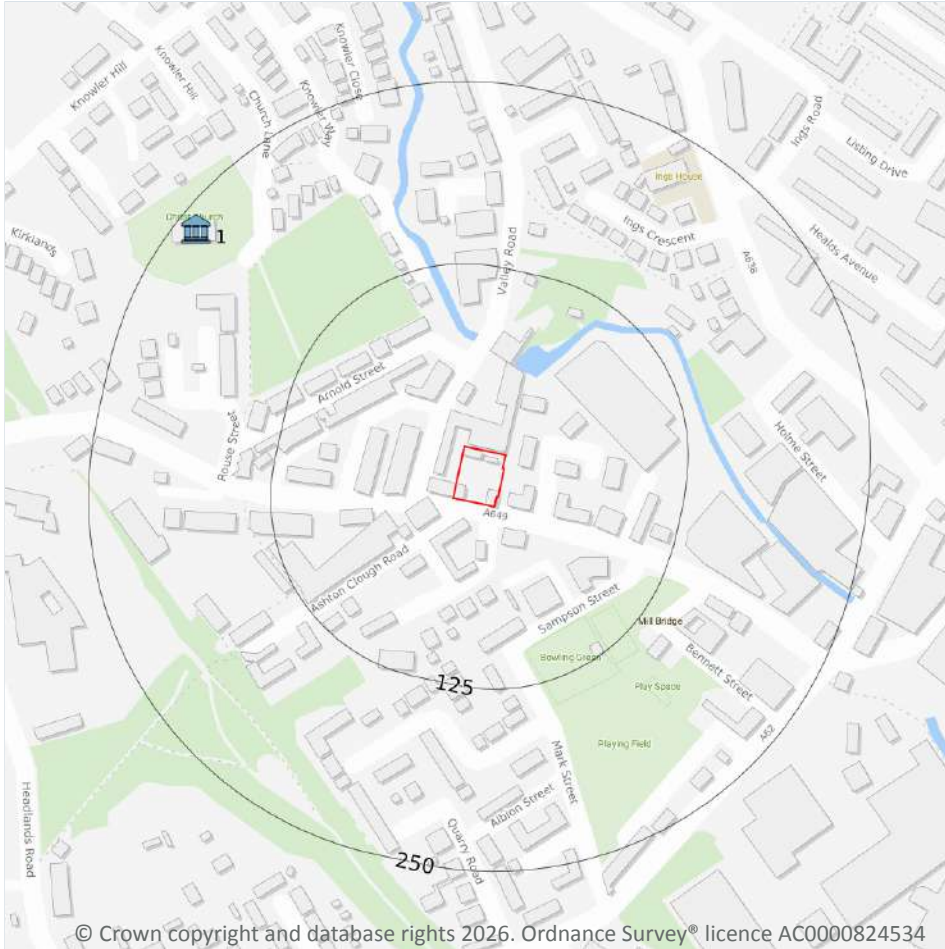 Knowler Hill
Knowler Hill
Church Lane
Knowler Way
Knowler Close
Ings Road
Listing Drive
Ings House
Ings Crescent
Healds Avenue
A638
Kirklands
Christ Church
1
Valley Road
Arnold Street
Rouse Street
Holme Street
A649
Ashton Clough Road
Sampson Street
Mill Bridge
Bowling Green
Bennett Street
Play Space
125
Playing Field
A62
Mark Street
Albion Street
Headlands Road
Quarry Road
250
© Crown copyright and database rights 2026. Ordnance Survey® licence AC0000824534